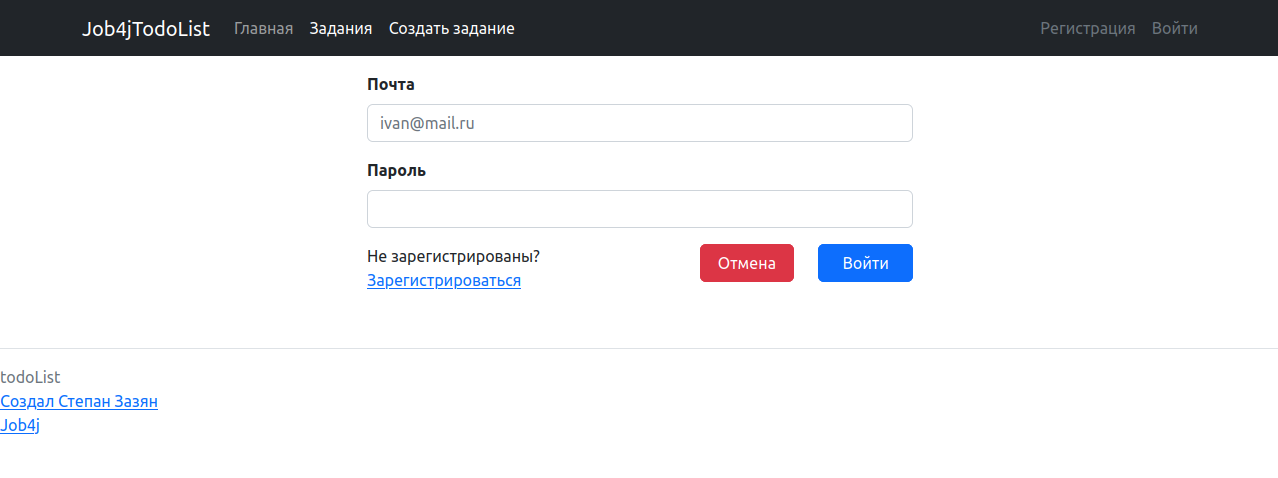 Job4jTodoList Главная Задания Создать задание Регистрация Войти
Почта
ivan@mail.ru
Пароль
Не зарегистрированы?
Зарегистрироваться
Отмена Войти
todoList
Создал Степан Зазян
Job4j